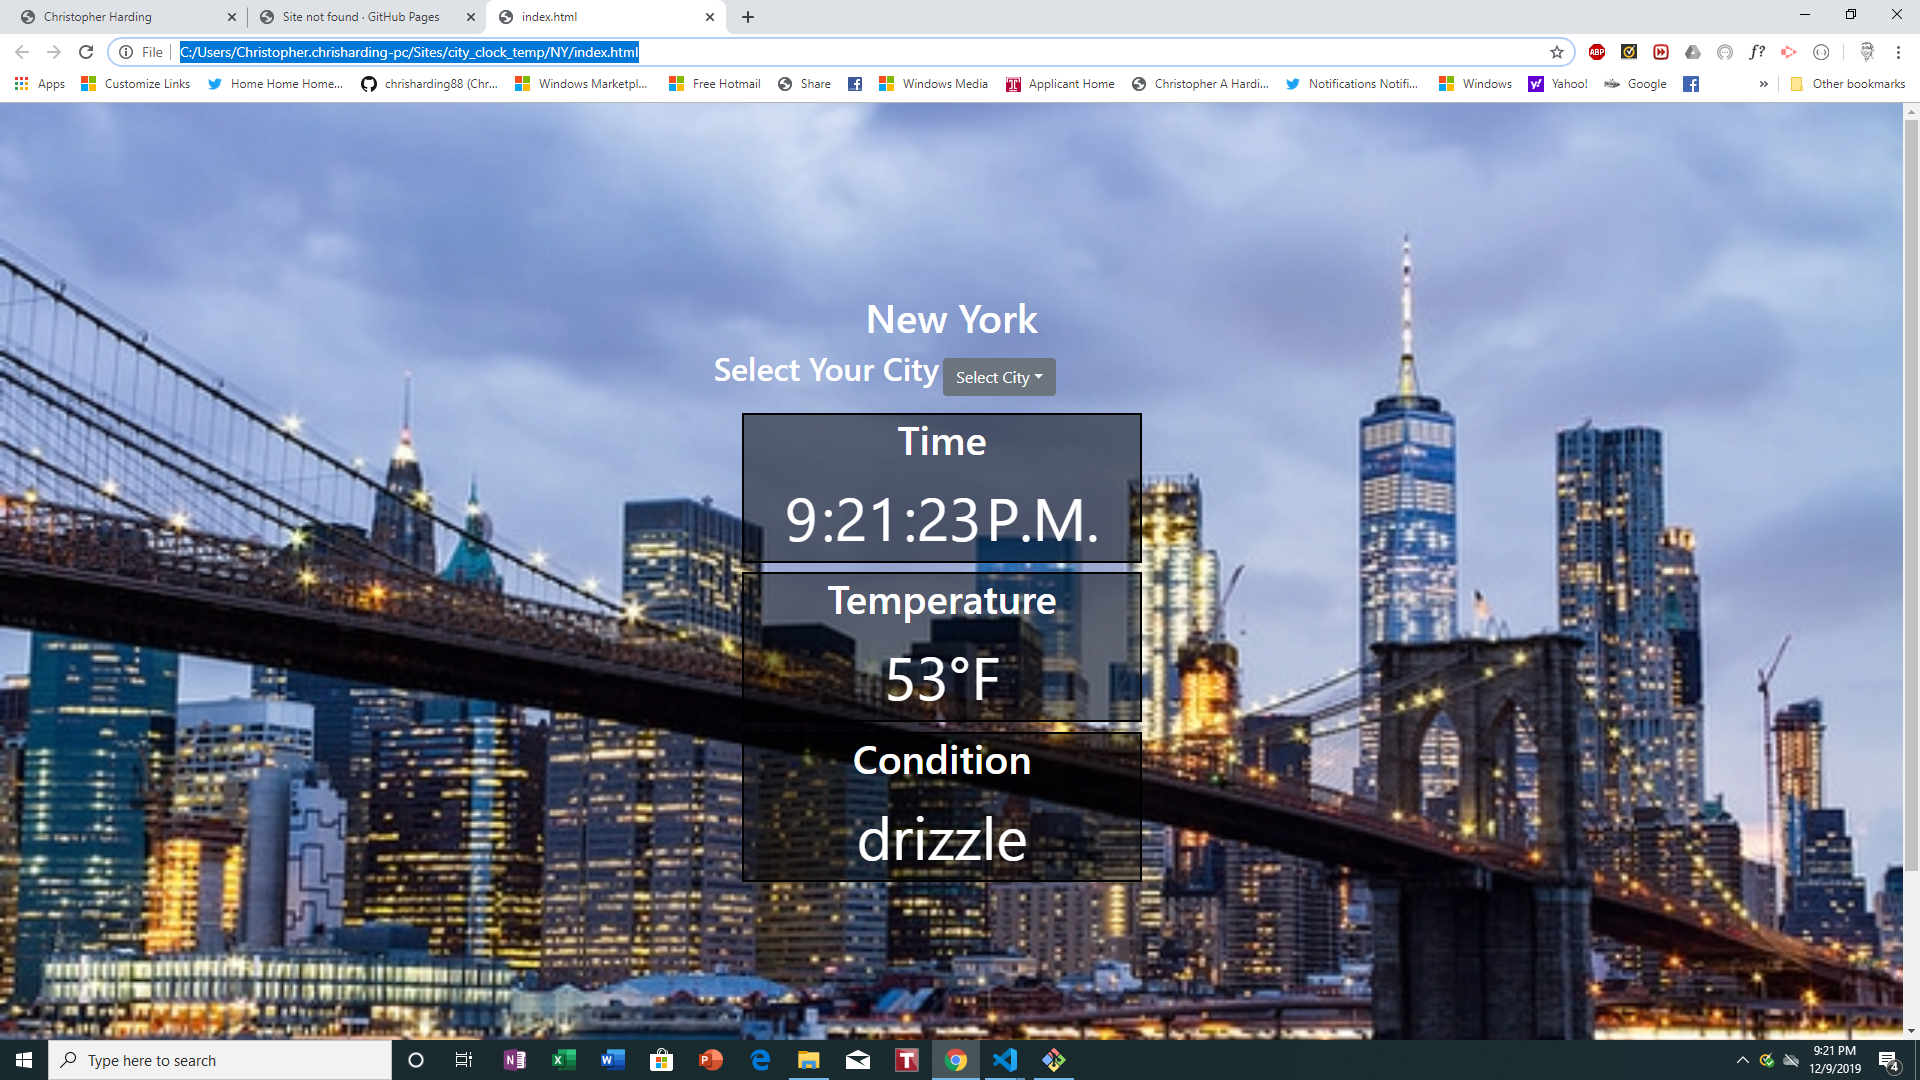 Christopher Harding
Site not found · GitHub Pages
index.html
File
C:/Users/Christopher.chrisharding-pc/Sites/city_clock_temp/NY/index.html
ABP
f?
Apps
Customize Links
Home Home Home...
chrisharding88 (Chr...
Windows Marketpl...
Free Hotmail
Share
Windows Media
Applicant Home
Christopher A Hardi...
Notifications Notifi...
Windows
Yahoo!
Google
»
Other bookmarks
New York
Select Your City
Select City
Time
9:21:23 P.M.
Temperature
53°F
Condition
drizzle
Type here to search
9:21 PM
12/9/2019
4